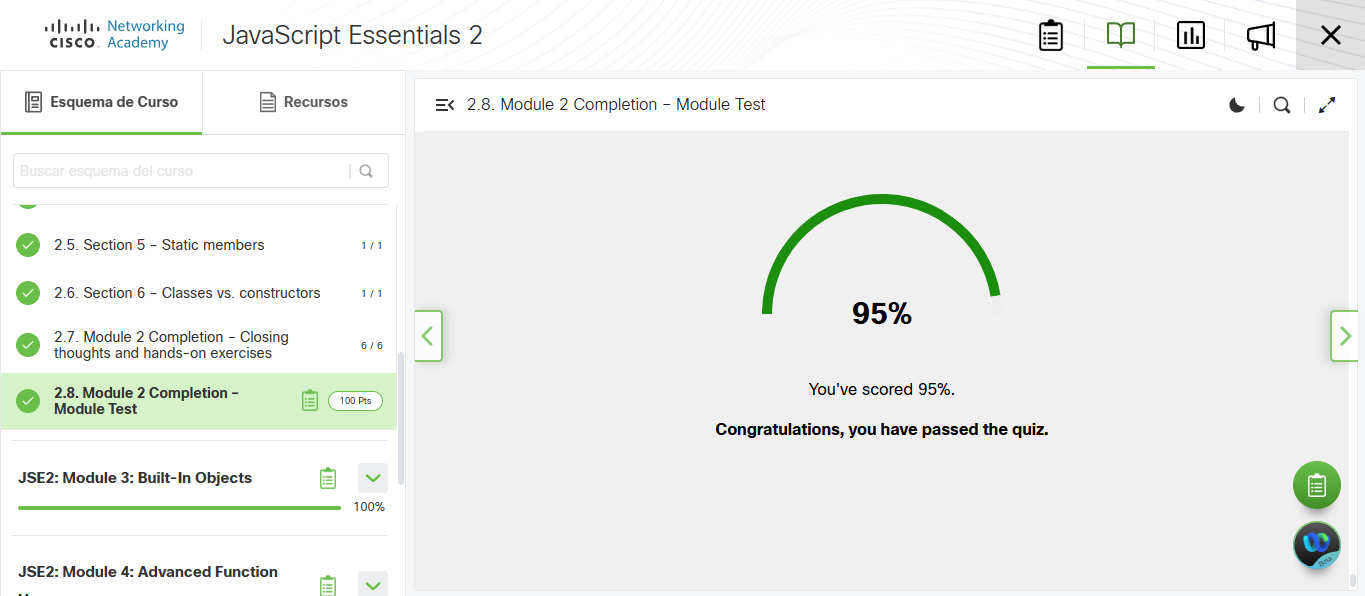 CISCO Networking Academy
JavaScript Essentials 2
Esquema de Curso
Recursos
Buscar esquema del curso
2.5. Section 5 – Static members
1 / 1
2.6. Section 6 – Classes vs. constructors
1 / 1
2.7. Module 2 Completion – Closing
thoughts and hands-on exercises
6 / 6
2.8. Module 2 Completion –
Module Test
100 Pts
JSE2: Module 3: Built-In Objects
100%
JSE2: Module 4: Advanced Function
2.8. Module 2 Completion – Module Test
95%
You've scored 95%.
Congratulations, you have passed the quiz.
Beta